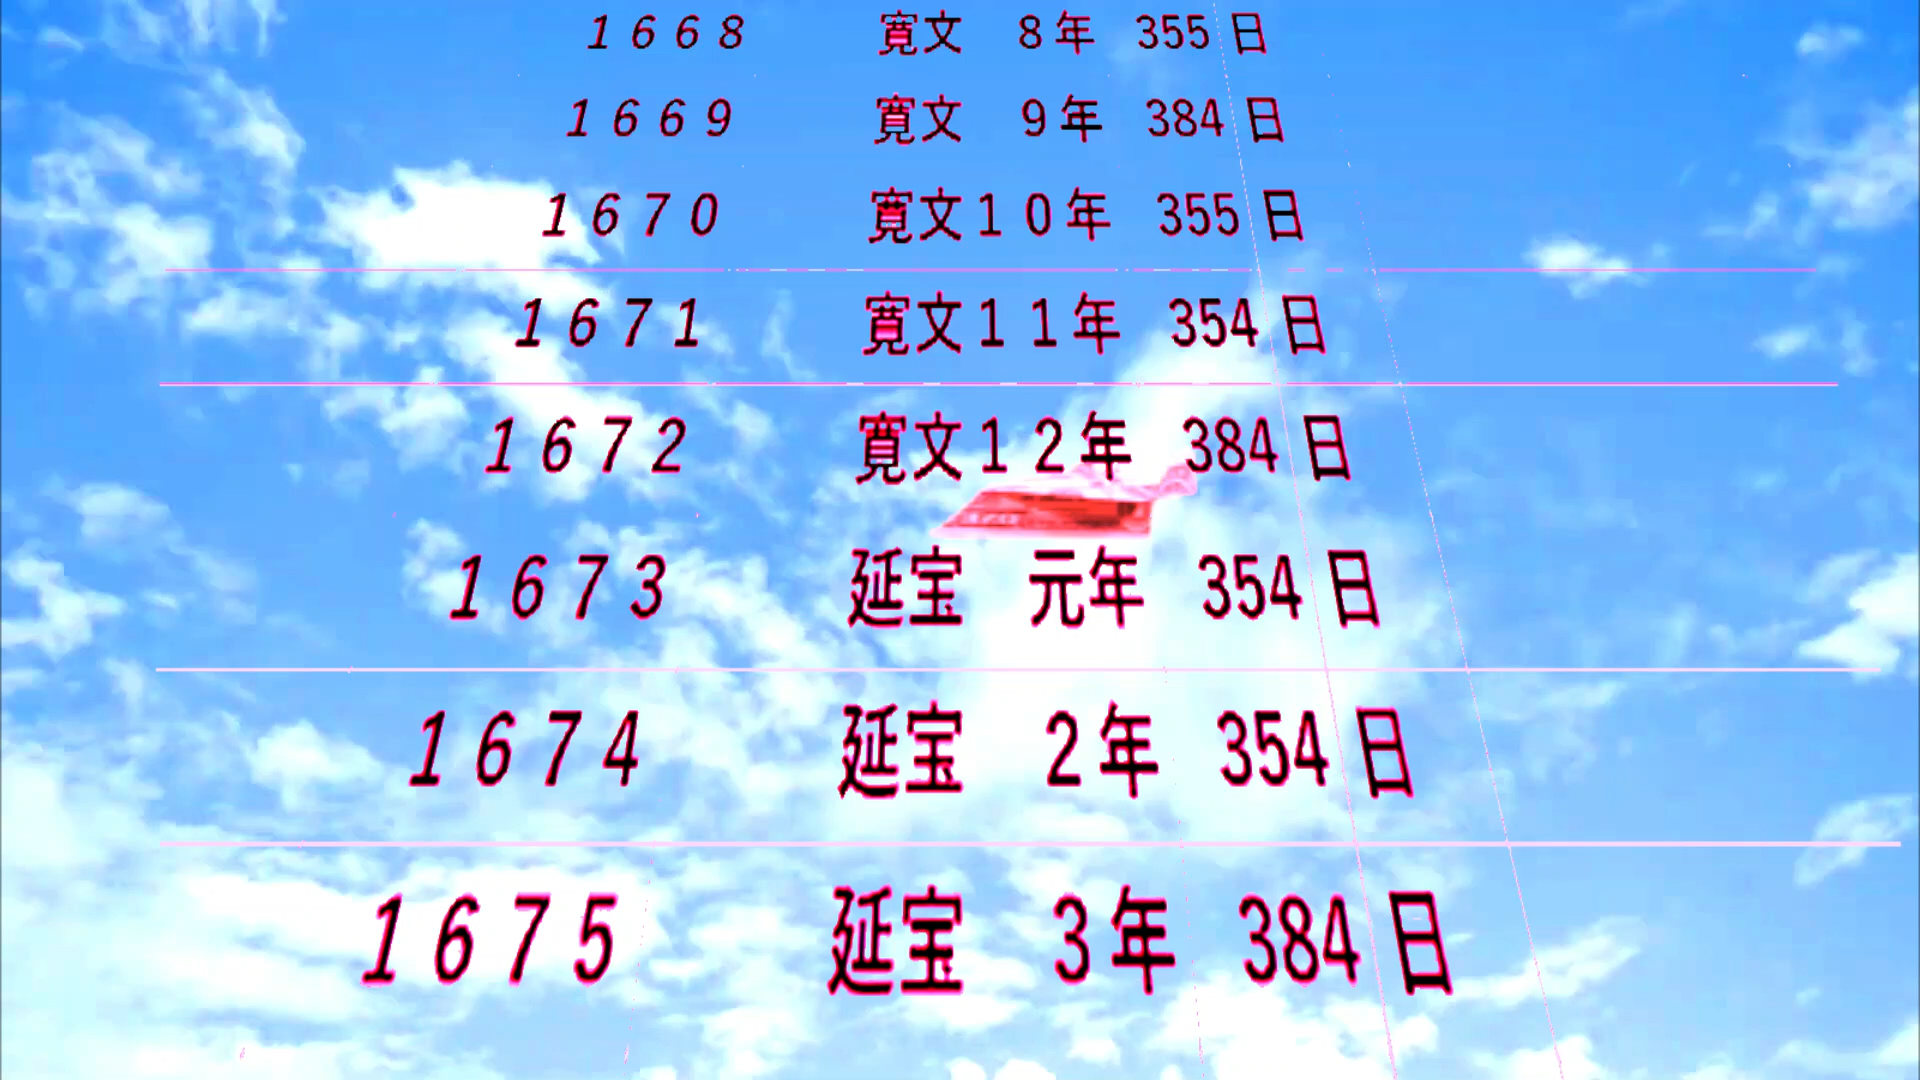 1668 寛文 8年 355日
1669 寛文 9年 384日
1670 寛文10年 355日
1671 寛文11年 354日
1672 寛文12年 384日
1673 延宝 元年 354日
1674 延宝 2年 354日
1675 延宝 3年 384日